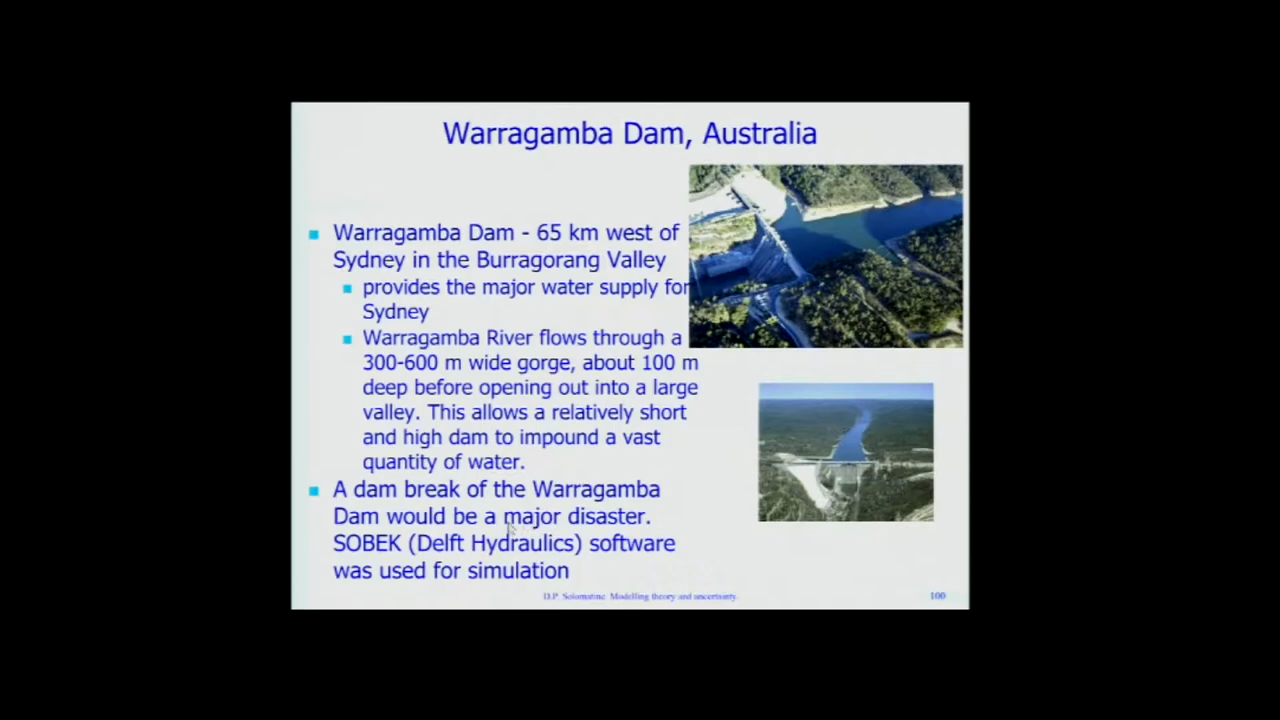 Warragamba Dam, Australia
Warragamba Dam - 65 km west of
Sydney in the Burragorang Valley
provides the major water supply for
Sydney
Warragamba River flows through a
300-600 m wide gorge, about 100 m
deep before opening out into a large
valley. This allows a relatively short
and high dam to impound a vast
quantity of water.
A dam break of the Warragamba
Dam would be a major disaster.
SOBEK (Delft Hydraulics) software
was used for simulation
D.P. Solomatine. Modelling theory and uncertainty.
100